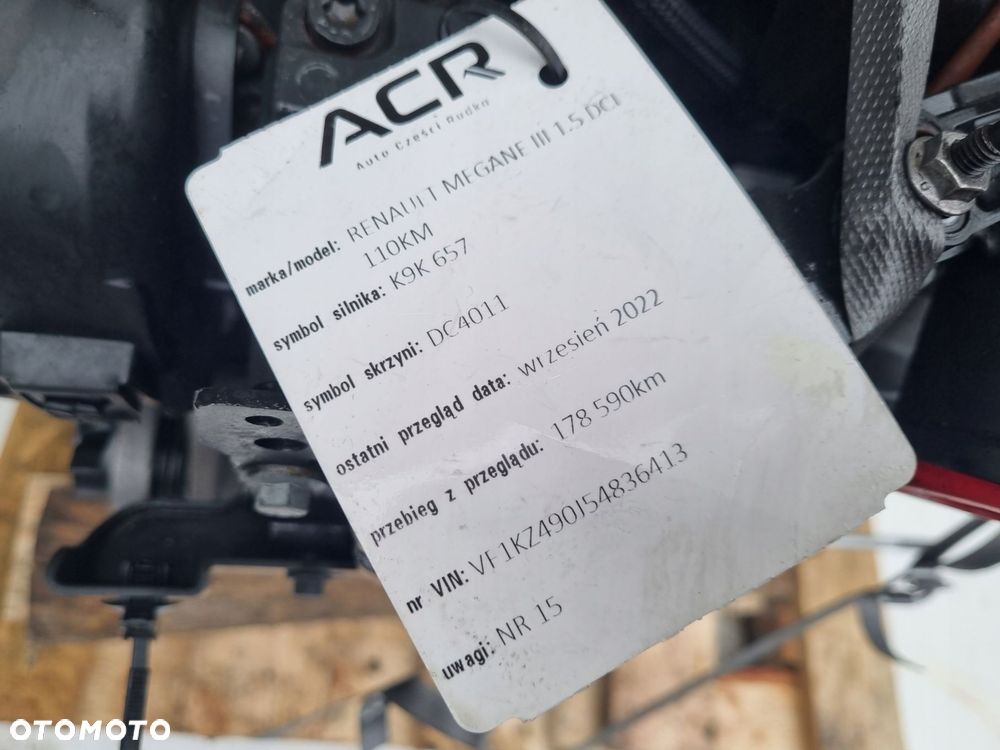 ACR
Auto Części Rudka
marka/model: RENAULT MEGANE III 1.5 DCI
110KM
symbol silnika: K9K 657
symbol skrzyni: DC4011
ostatni przegląd data: wrzesień 2022
przebieg z przeglądu: 178 590km
nr VIN: VF1KZ490J54836413
uwagi: NR 15
OTOMOTO